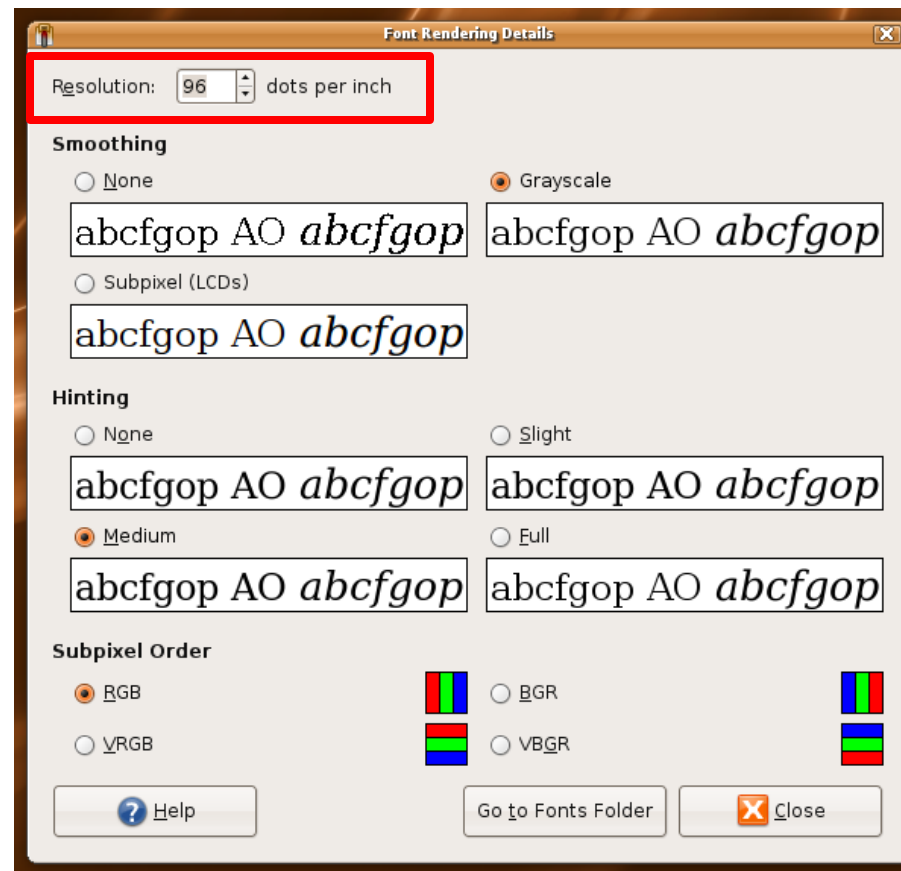 Font Rendering Details
Resolution: 96 dots per inch
Smoothing
None Grayscale
abcfgop AO abcfgop abcfgop AO abcfgop
Subpixel (LCDs)
abcfgop AO abcfgop
Hinting
None Slight
abcfgop AO abcfgop abcfgop AO abcfgop
Medium Full
abcfgop AO abcfgop abcfgop AO abcfgop
Subpixel Order
RGB BGR
VRGB VBGR
Help Go to Fonts Folder Close